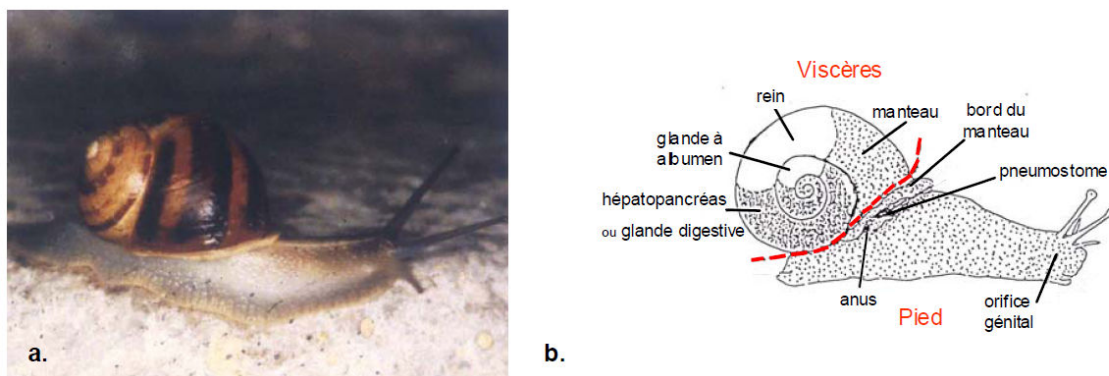 Viscères
rein
manteau
bord du
manteau
glande à
albumen
pneumostome
hépatopancréas
ou glande digestive
anus
orifice
génital
Pied
a.
b.